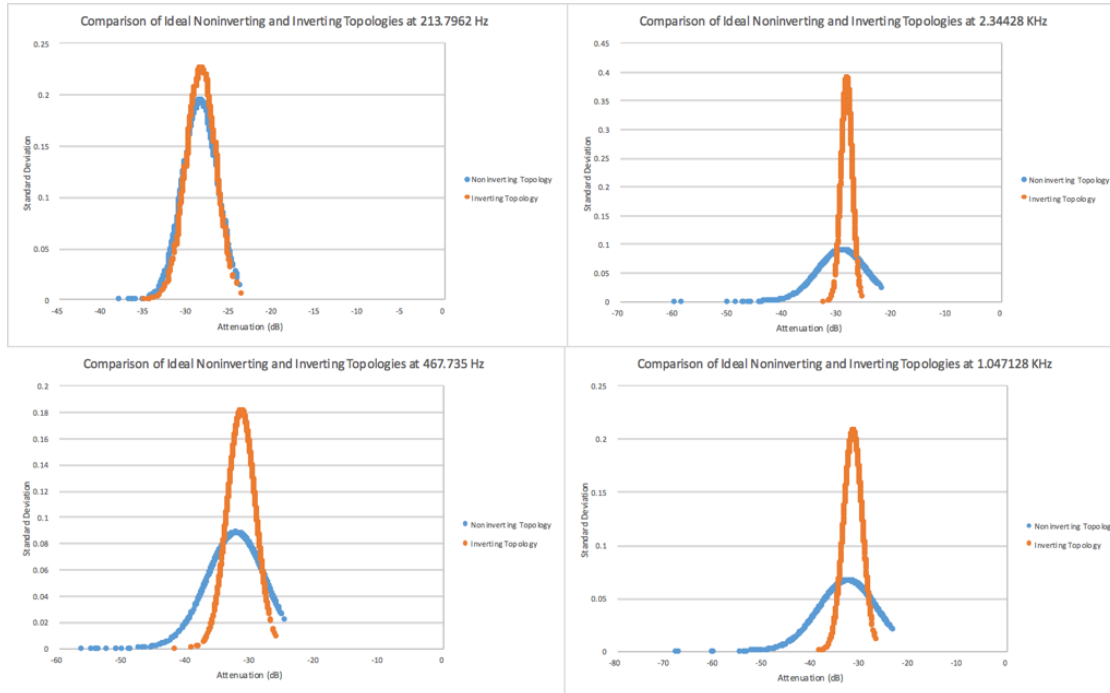 Comparison of Ideal Noninverting and Inverting Topologies at 213.7962 Hz
0.25
0.2
0.15
0.1
0.05
0
Standard Deviation
-45 -40 -35 -30 -25 -20 -15 -10 -5 0
Attenuation (dB)
Noninverting Topology
Inverting Topology
Comparison of Ideal Noninverting and Inverting Topologies at 2.34428 KHz
0.45
0.4
0.35
0.3
0.25
0.2
0.15
0.1
0.05
0
Standard Deviation
-70 -60 -50 -40 -30 -20 -10 0
Attenuation (dB)
Noninverting Topology
Inverting Topology
Comparison of Ideal Noninverting and Inverting Topologies at 467.735 Hz
0.2
0.18
0.16
0.14
0.12
0.1
0.08
0.06
0.04
0.02
0
Standard Deviation
-60 -50 -40 -30 -20 -10 0
Attenuation (dB)
Noninverting Topology
Inverting Topology
Comparison of Ideal Noninverting and Inverting Topologies at 1.047128 KHz
0.25
0.2
0.15
0.1
0.05
0
Standard Deviation
-80 -70 -60 -50 -40 -30 -20 -10 0
Attenuation (dB)
Noninverting Topology
Inverting Topology